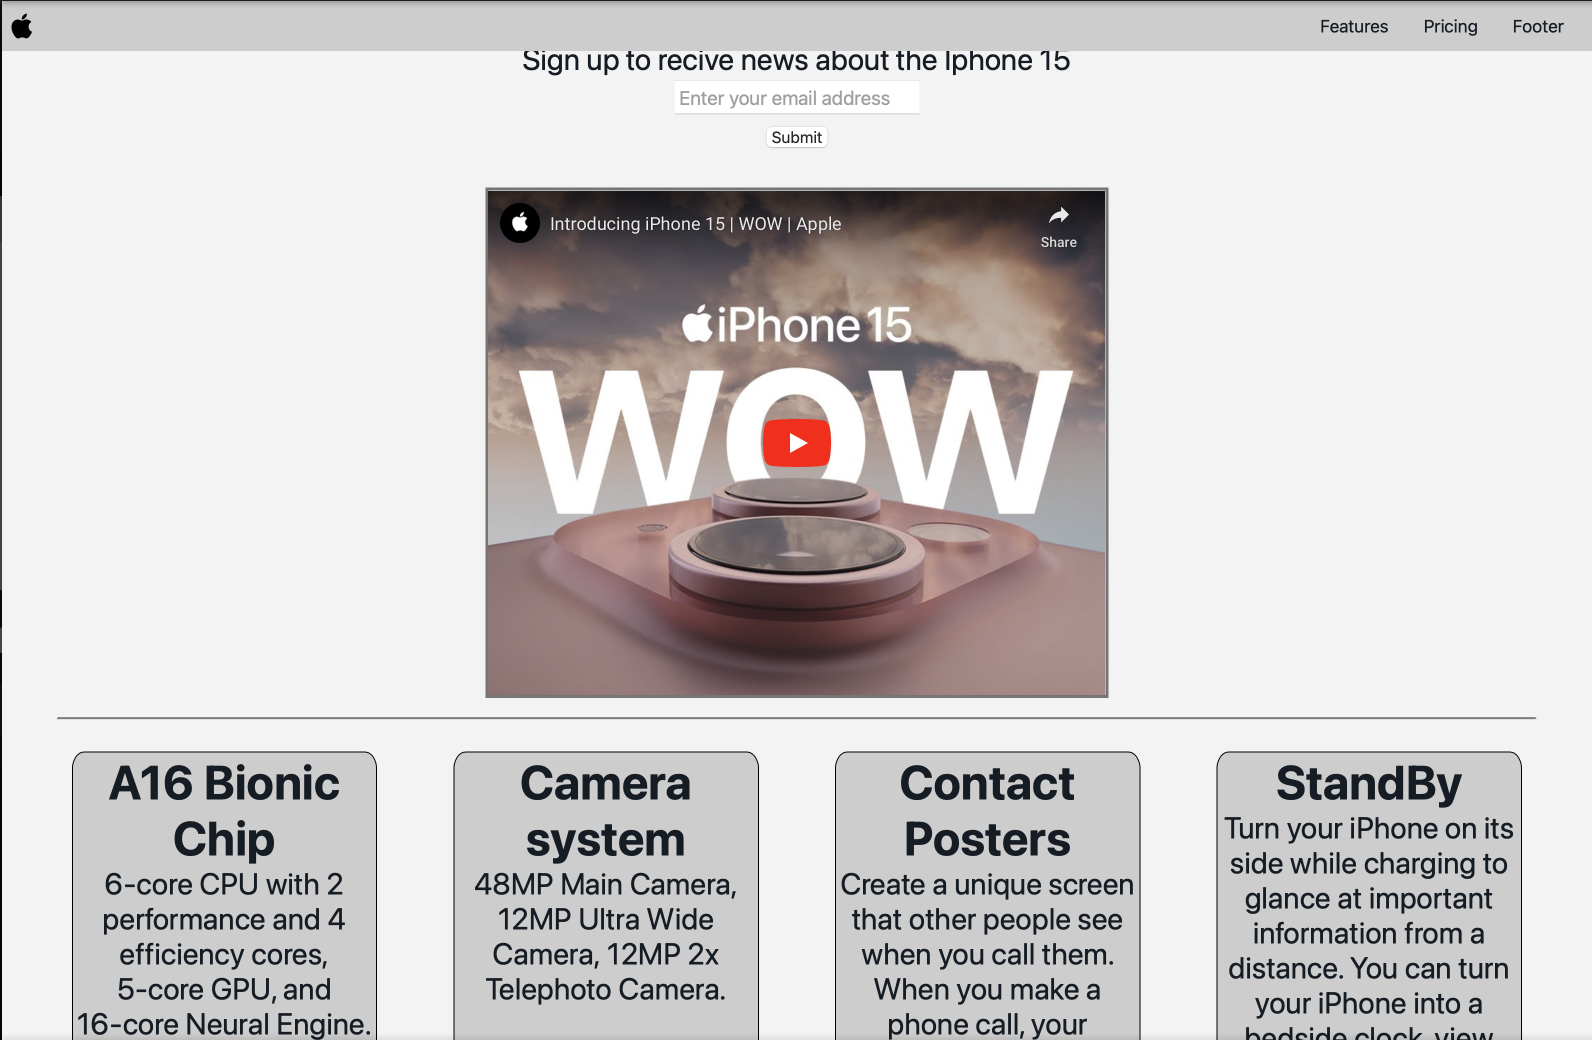 Features Pricing Footer
Sign up to recive news about the Iphone 15
Enter your email address
Submit
Introducing iPhone 15 | WOW | Apple
Share
iPhone 15
WOW
A16 Bionic
Chip
6-core CPU with 2
performance and 4
efficiency cores,
5-core GPU, and
16-core Neural Engine.
Camera
system
48MP Main Camera,
12MP Ultra Wide
Camera, 12MP 2x
Telephoto Camera.
Contact
Posters
Create a unique screen
that other people see
when you call them.
When you make a
phone call, your
StandBy
Turn your iPhone on its
side while charging to
glance at important
information from a
distance. You can turn
your iPhone into a
bedside clock, view